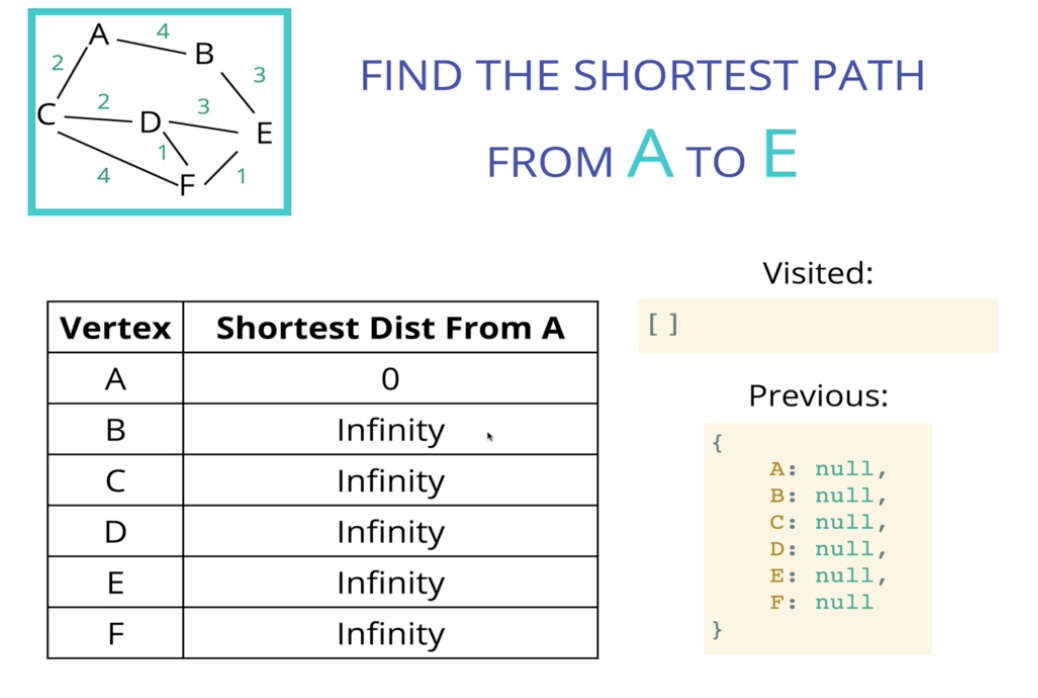 A 4 B
2 3
C 2 D 3 E
1
4 F 1
FIND THE SHORTEST PATH
FROM A TO E
Visited:
[ ]
Vertex Shortest Dist From A
A 0
B Infinity
C Infinity
D Infinity
E Infinity
F Infinity
Previous:
{
A: null,
B: null,
C: null,
D: null,
E: null,
F: null
}